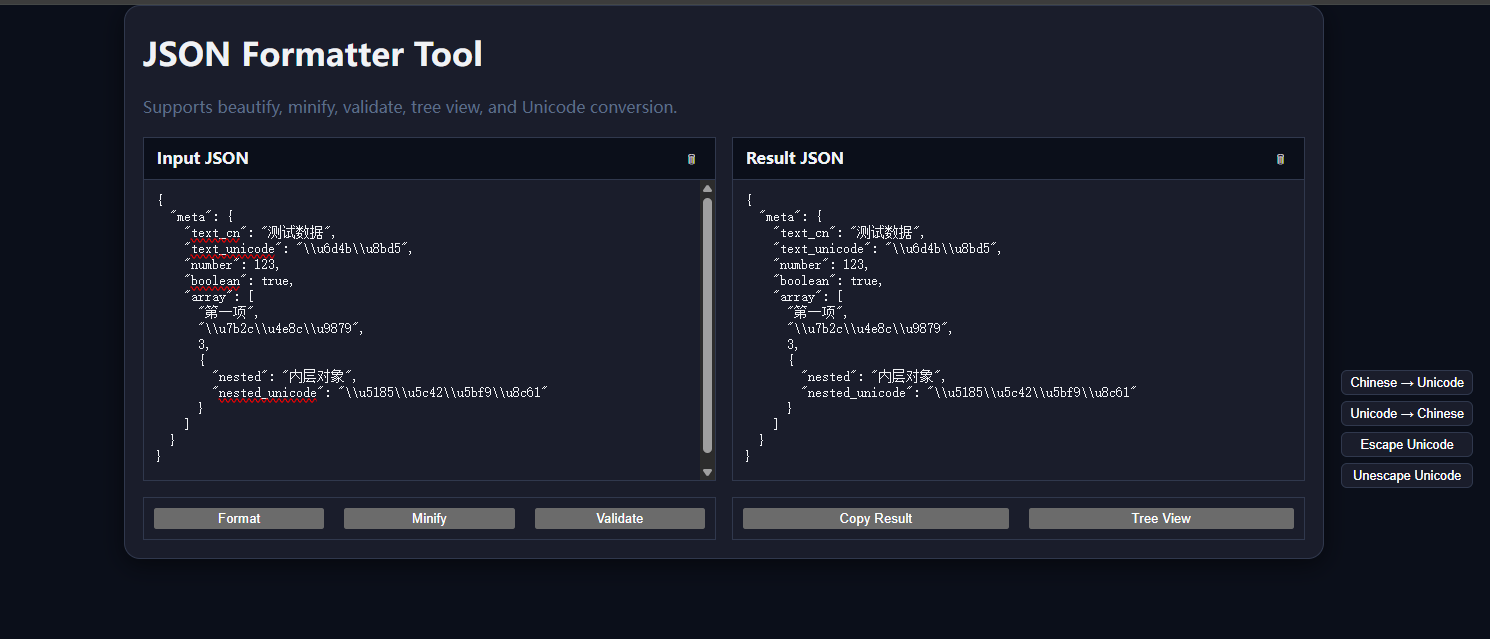 JSON Formatter Tool
Supports beautify, minify, validate, tree view, and Unicode conversion.
Input JSON
{
  "meta": {
    "text_cn": "测试数据",
    "text_unicode": "\\u6d4b\\u8bd5",
    "number": 123,
    "boolean": true,
    "array": [
      "第一项",
      "\\u7b2c\\u4e8c\\u9879",
      3,
      {
        "nested": "内层对象",
        "nested_unicode": "\\u5185\\u5c42\\u5bf9\\u8c61"
      }
    ]
  }
}
Format
Minify
Validate
Result JSON
{
  "meta": {
    "text_cn": "测试数据",
    "text_unicode": "\\u6d4b\\u8bd5",
    "number": 123,
    "boolean": true,
    "array": [
      "第一项",
      "\\u7b2c\\u4e8c\\u9879",
      3,
      {
        "nested": "内层对象",
        "nested_unicode": "\\u5185\\u5c42\\u5bf9\\u8c61"
      }
    ]
  }
}
Copy Result
Tree View
Chinese → Unicode
Unicode → Chinese
Escape Unicode
Unescape Unicode